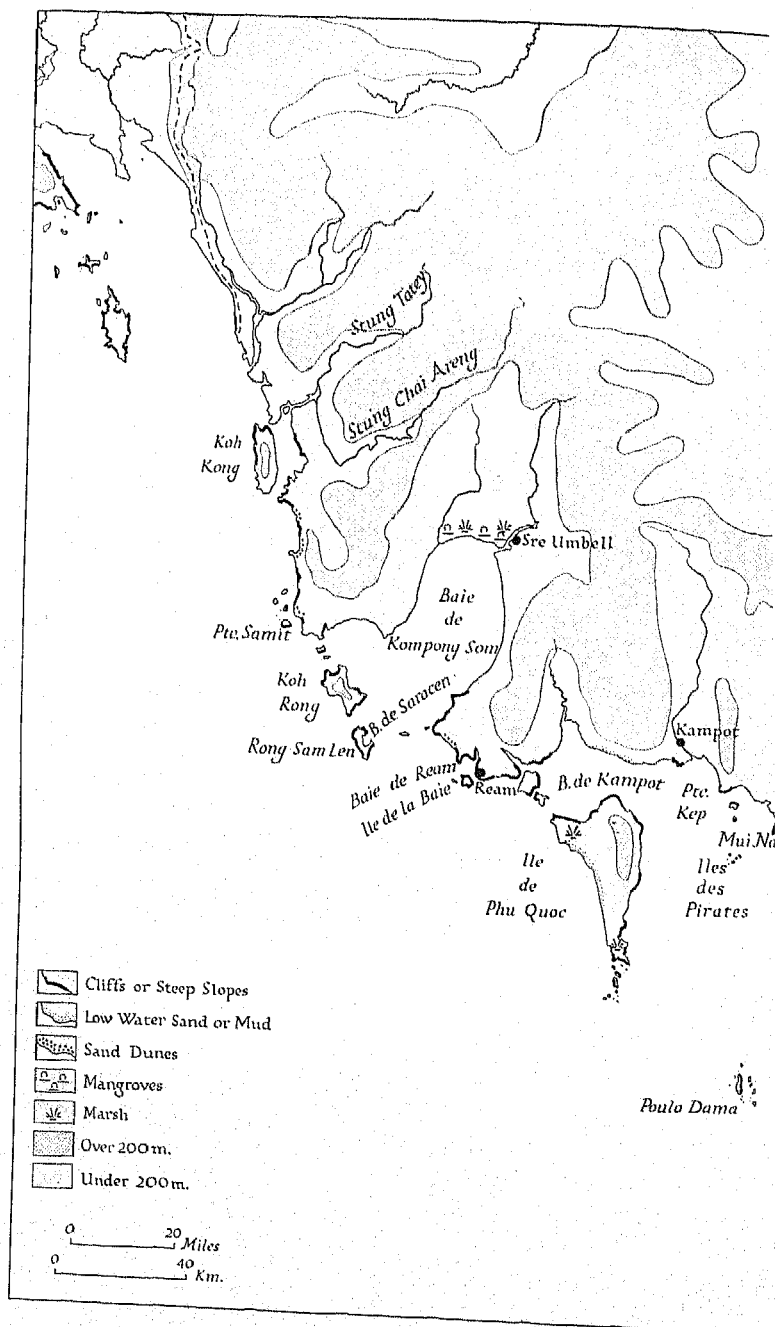 Stung Tatey
Stung Chai Areng
Koh
Kong
Sre Umbell
Baie
de
Kompong Som
Pte. Samit
Koh
Rong
B. de Saracen
Rong Sam Len
Kampot
Baie de Ream
Ream
Ile de la Baie
B. de Kampot
Pte.
Kep
Mui. Na
Ile
de
Phu Quoc
Iles
des
Pirates
Cliffs or Steep Slopes
Low Water Sand or Mud
Sand Dunes
Mangroves
Marsh
Over 200 m.
Under 200 m.
Poulo Dama
0 20
Miles
0 40
Km.